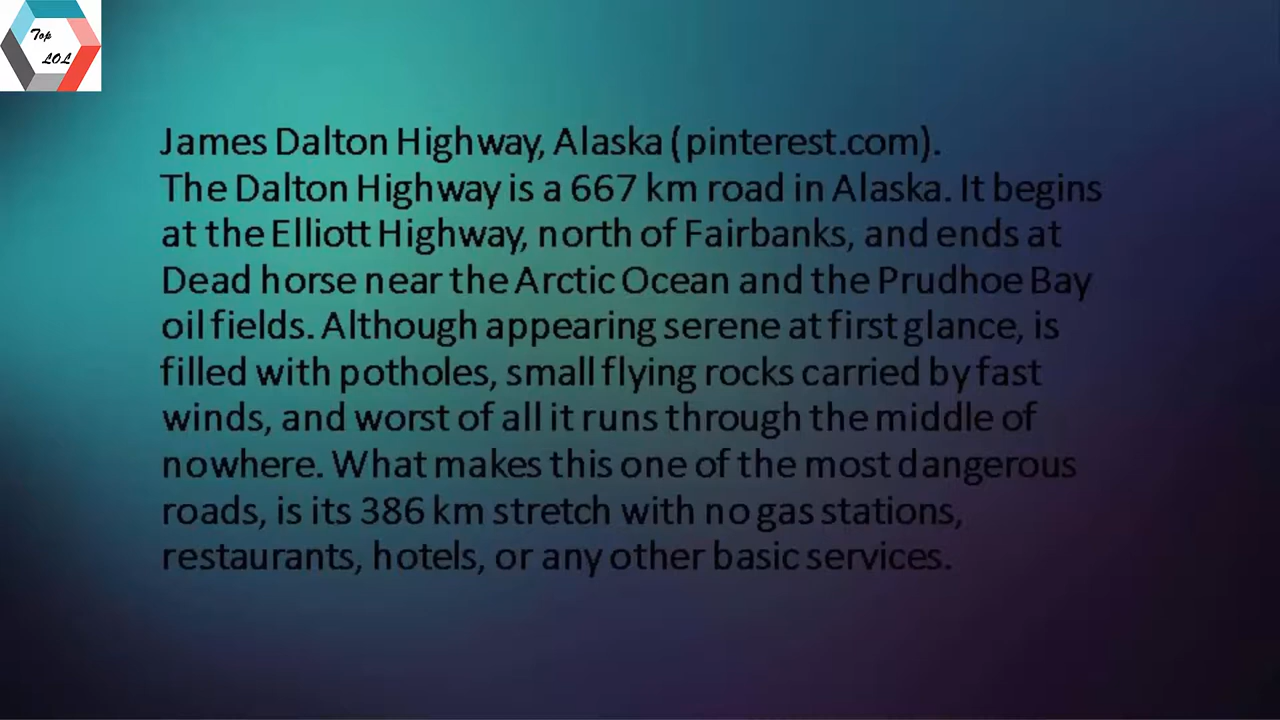 Top
LOL
James Dalton Highway, Alaska (pinterest.com).
The Dalton Highway is a 667 km road in Alaska. It begins
at the Elliott Highway, north of Fairbanks, and ends at
Dead horse near the Arctic Ocean and the Prudhoe Bay
oil fields. Although appearing serene at first glance, is
filled with potholes, small flying rocks carried by fast
winds, and worst of all it runs through the middle of
nowhere. What makes this one of the most dangerous
roads, is its 386 km stretch with no gas stations,
restaurants, hotels, or any other basic services.